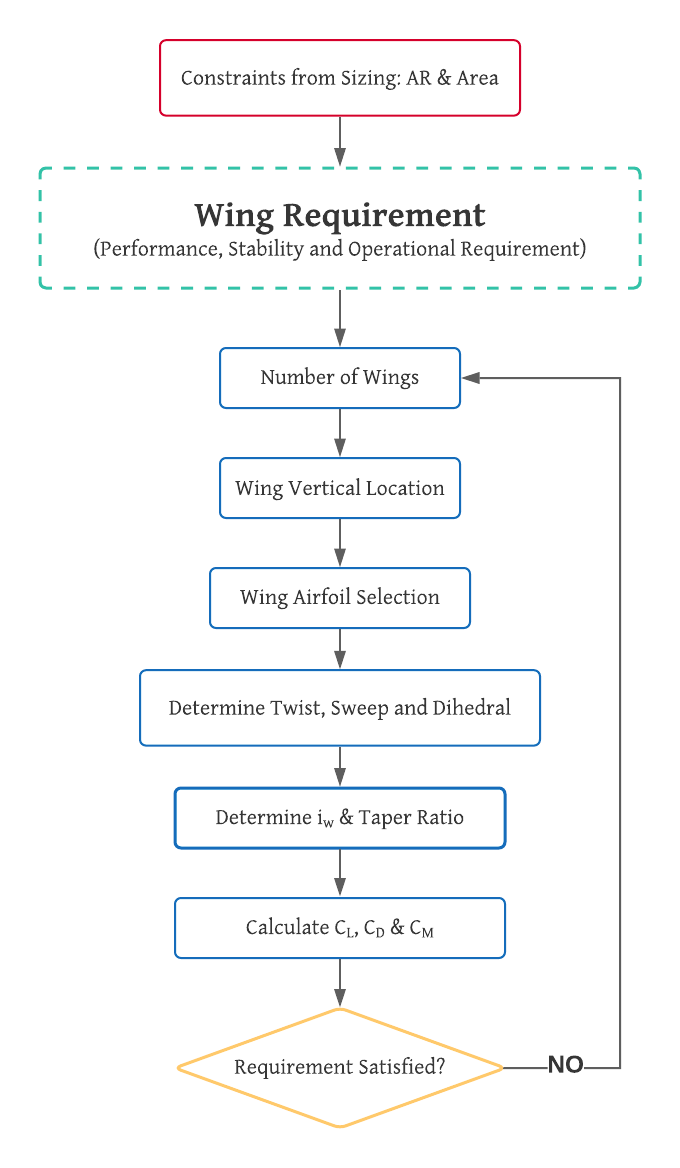 Constraints from Sizing: AR & Area
Wing Requirement
(Performance, Stability and Operational Requirement)
Number of Wings
Wing Vertical Location
Wing Airfoil Selection
Determine Twist, Sweep and Dihedral
Determine iw & Taper Ratio
Calculate CL, CD & CM
Requirement Satisfied?
NO